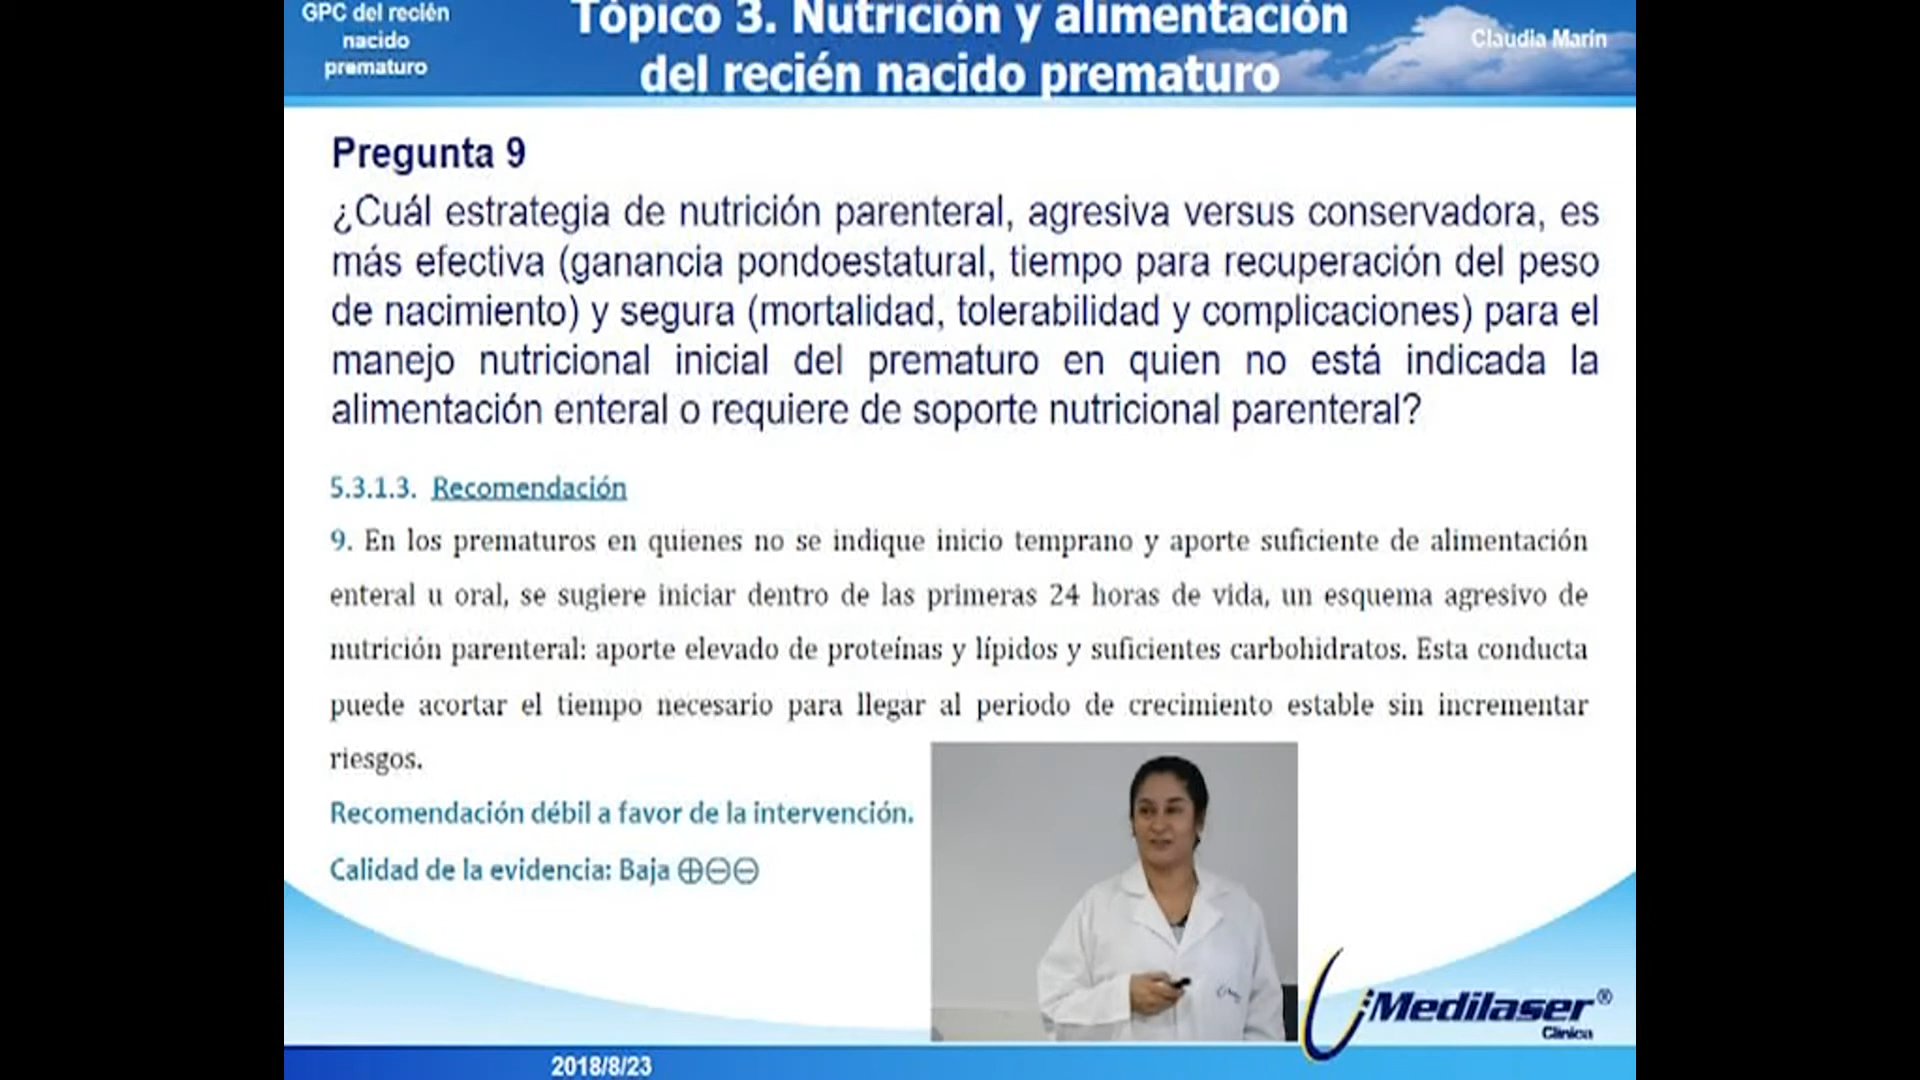 GPC del recién
nacido
prematuro
Tópico 3. Nutrición y alimentación
del recién nacido prematuro
Claudia Marin
Pregunta 9
¿Cuál estrategia de nutrición parenteral, agresiva versus conservadora, es
más efectiva (ganancia pondoestatural, tiempo para recuperación del peso
de nacimiento) y segura (mortalidad, tolerabilidad y complicaciones) para el
manejo nutricional inicial del prematuro en quien no está indicada la
alimentación enteral o requiere de soporte nutricional parenteral?
5.3.1.3. Recomendación
9. En los prematuros en quienes no se indique inicio temprano y aporte suficiente de alimentación
enteral u oral, se sugiere iniciar dentro de las primeras 24 horas de vida, un esquema agresivo de
nutrición parenteral: aporte elevado de proteínas y lípidos y suficientes carbohidratos. Esta conducta
puede acortar el tiempo necesario para llegar al periodo de crecimiento estable sin incrementar
riesgos.
Recomendación débil a favor de la intervención.
Calidad de la evidencia: Baja ⊕⊖⊖
Medilaser®
Clínica
2018/8/23